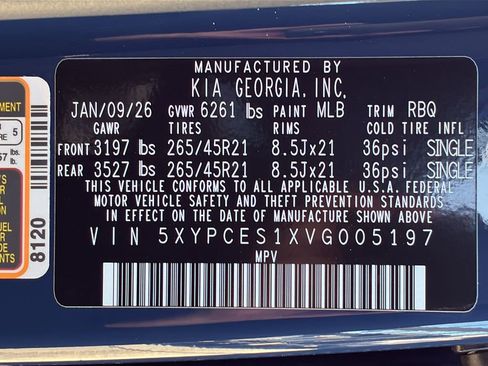 MANUFACTURED BY
KIA GEORGIA, INC.
JAN/09/26 GVWR 6261 lbs PAINT MLB TRIM RBQ
GAWR TIRES RIMS COLD TIRE INFL
FRONT 3197 lbs 265/45R21 8.5Jx21 36psi SINGLE
REAR 3527 lbs 265/45R21 8.5Jx21 36psi SINGLE
THIS VEHICLE CONFORMS TO ALL APPLICABLE U.S.A. FEDERAL
MOTOR VEHICLE SAFETY AND THEFT PREVENTION STANDARDS
IN EFFECT ON THE DATE OF MANUFACTURE SHOWN ABOVE
VIN 5XYPCES1XVG005197
MPV
8120
5